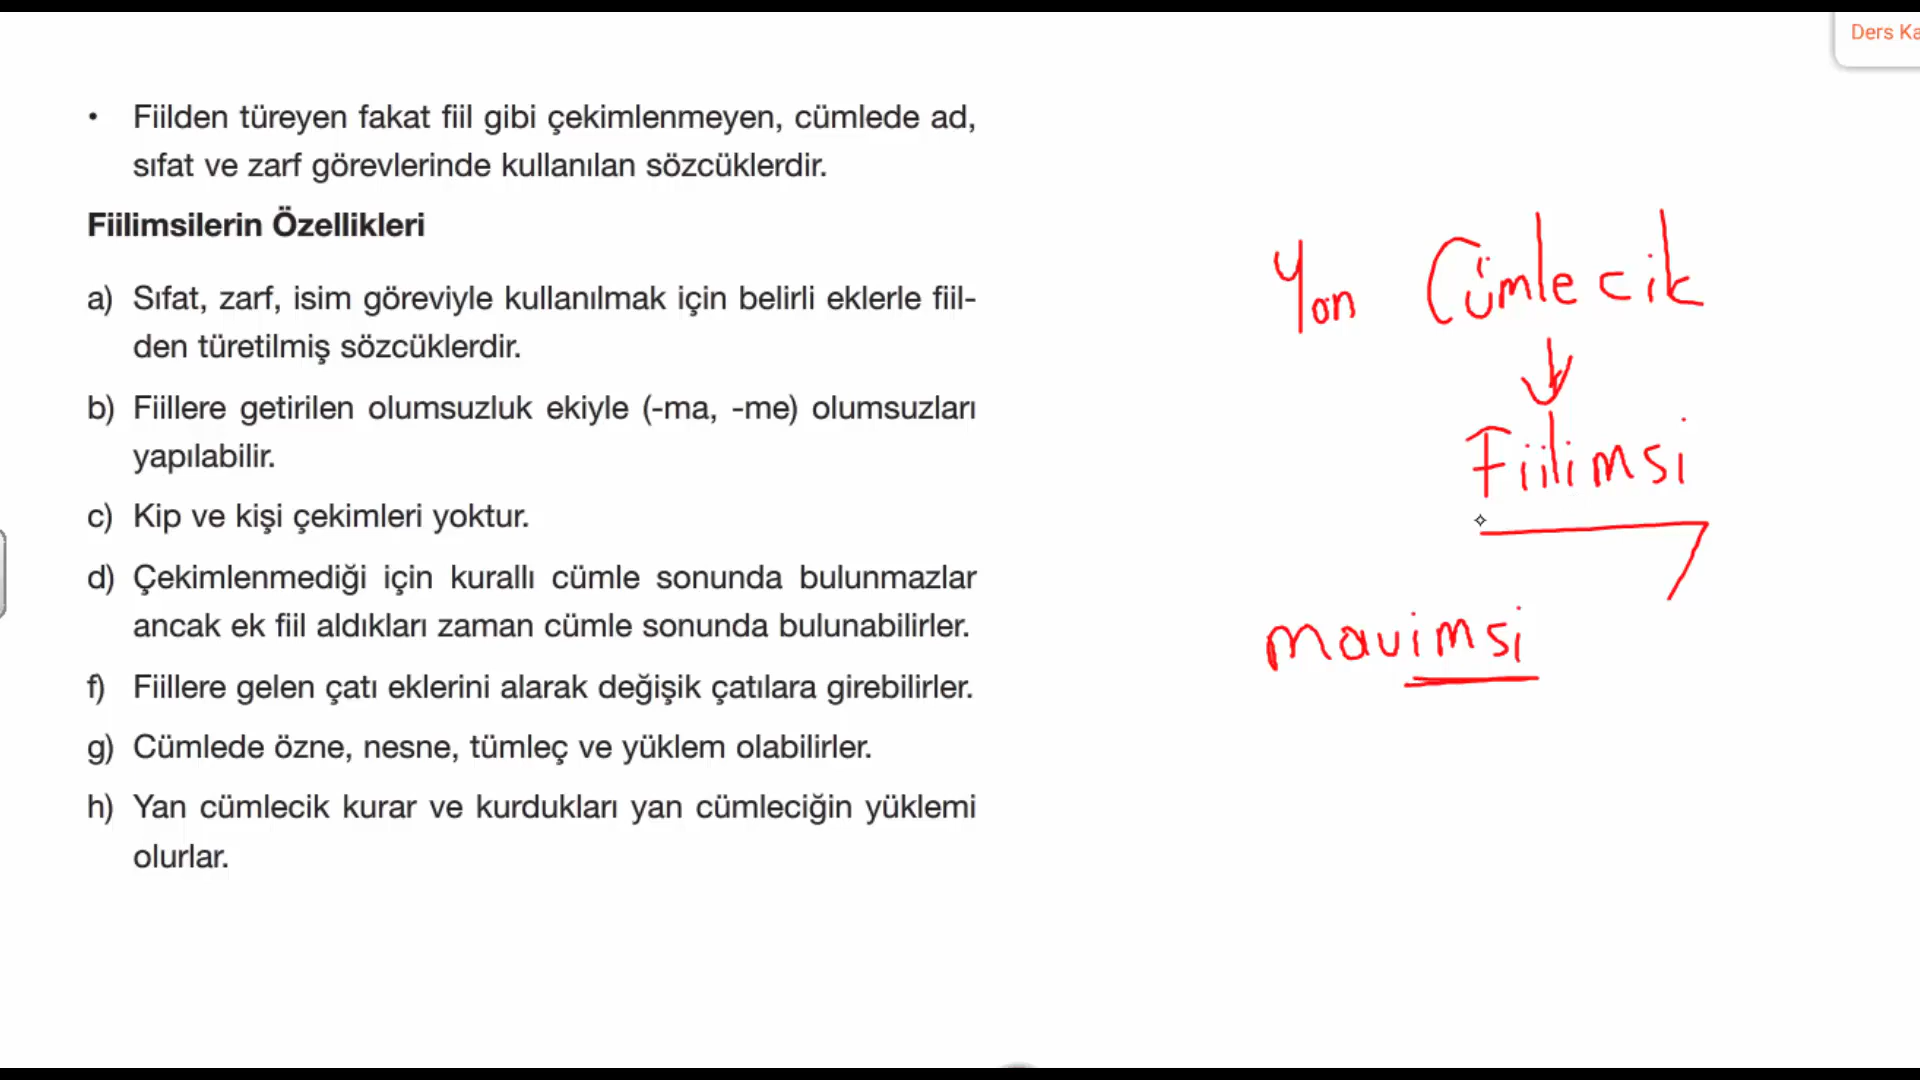 Ders Ka
• Fiilden türeyen fakat fiil gibi çekimlenmeyen, cümlede ad,
sıfat ve zarf görevlerinde kullanılan sözcüklerdir.
Fiilimsilerin Özellikleri
a) Sıfat, zarf, isim göreviyle kullanılmak için belirli eklerle fiil-
den türetilmiş sözcüklerdir.
b) Fiillere getirilen olumsuzluk ekiyle (-ma, -me) olumsuzları
yapılabilir.
c) Kip ve kişi çekimleri yoktur.
d) Çekimlenmediği için kurallı cümle sonunda bulunmazlar
ancak ek fiil aldıkları zaman cümle sonunda bulunabilirler.
f) Fiillere gelen çatı eklerini alarak değişik çatılara girebilirler.
g) Cümlede özne, nesne, tümleç ve yüklem olabilirler.
h) Yan cümlecik kurar ve kurdukları yan cümleciğin yüklemi
olurlar.
Yan Cümlecik
Fiilimsi
mavimsi